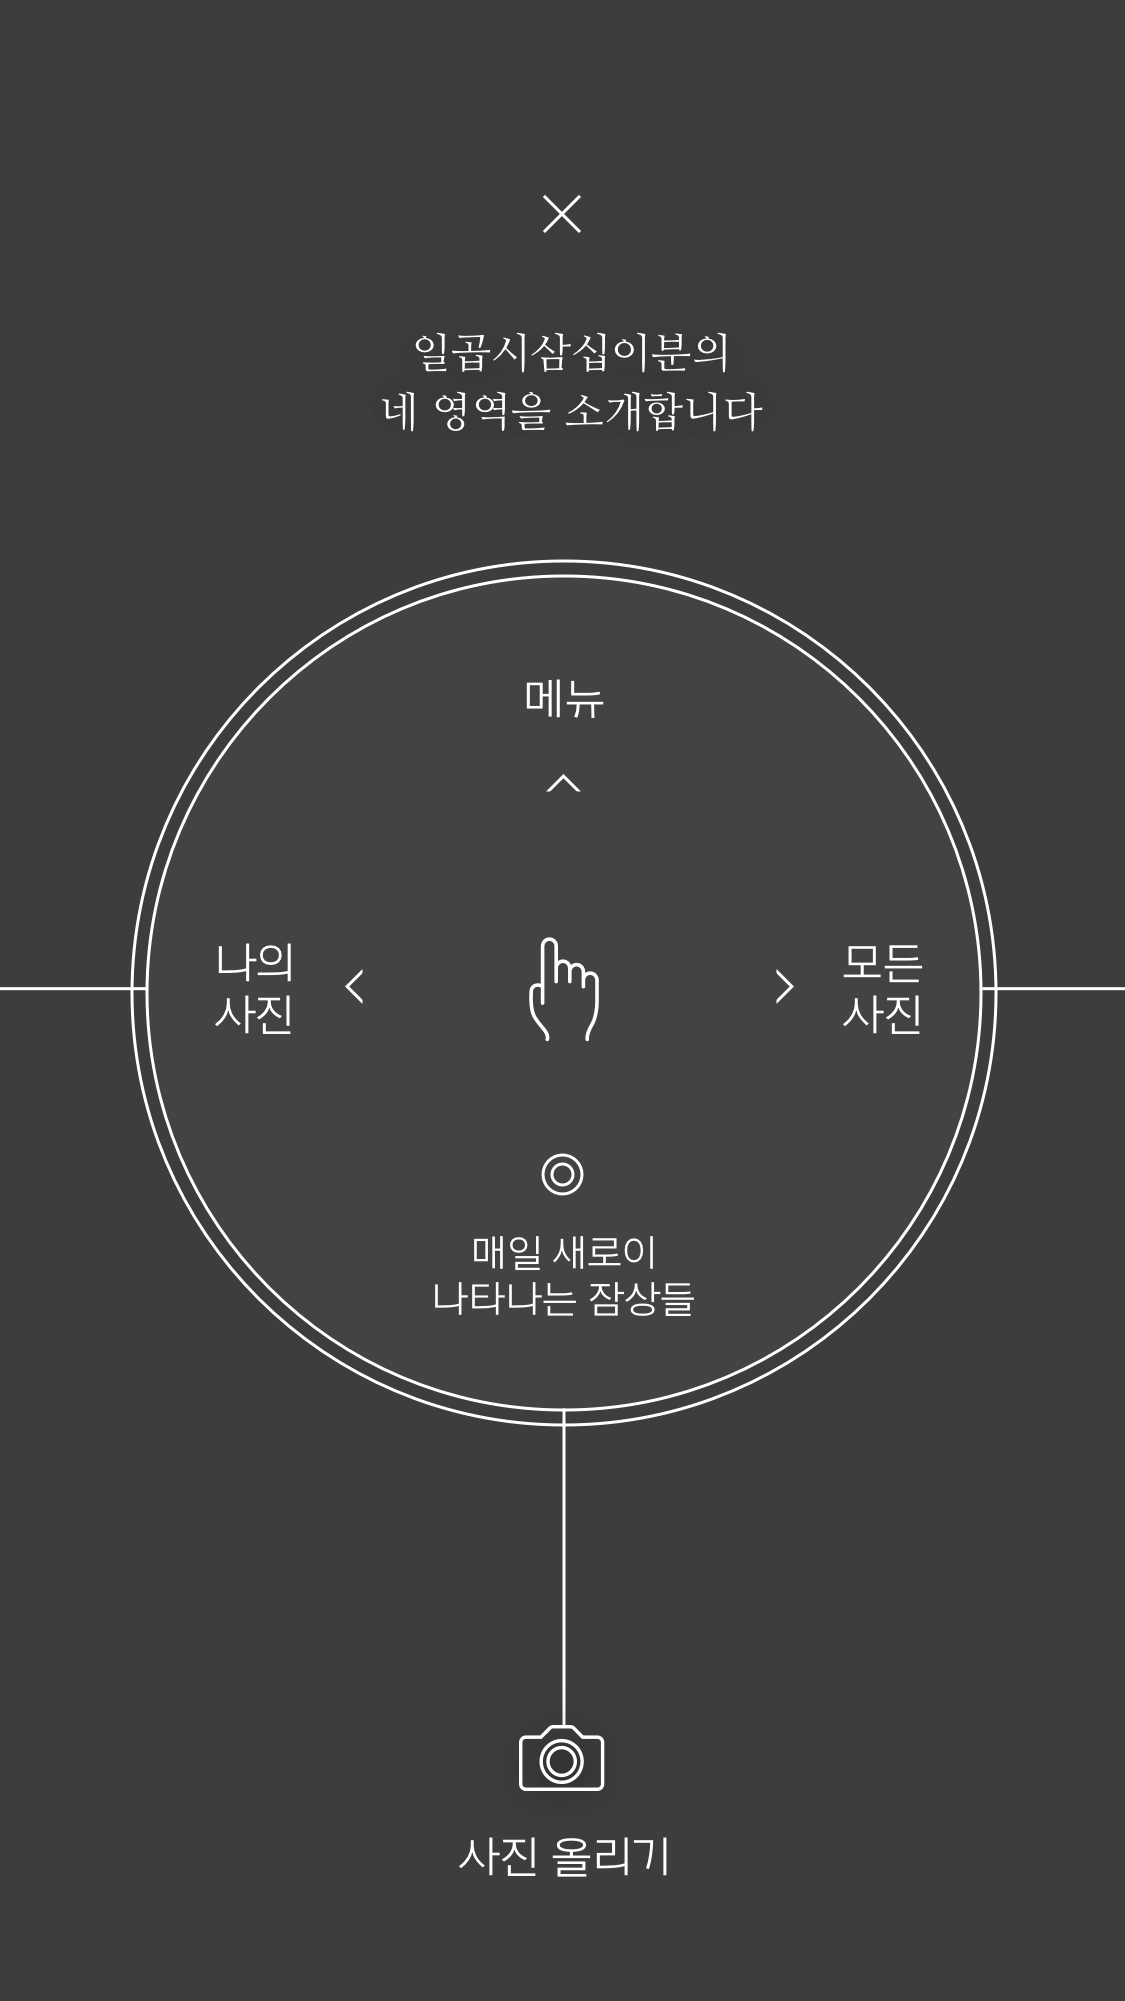 일곱시삼십이분의
네 영역을 소개합니다
메뉴
나의
사진
모든
사진
매일 새로이
나타나는 잠상들
사진 올리기